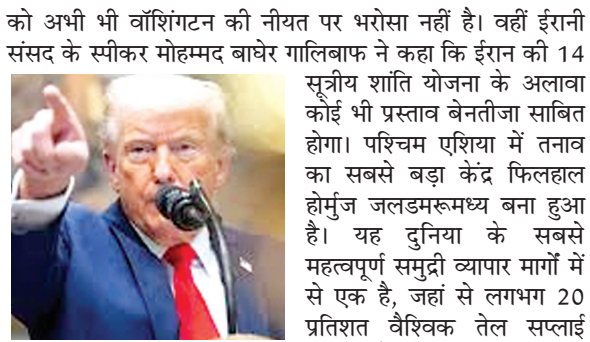 को अभी भी वॉशिंगटन की नीयत पर भरोसा नहीं है। वहीं ईरानी
संसद के स्पीकर मोहम्मद बाघेर गालिबाफ ने कहा कि ईरान की 14
सूत्रीय शांति योजना के अलावा
कोई भी प्रस्ताव बेनतीजा साबित
होगा। पश्चिम एशिया में तनाव
का सबसे बड़ा केंद्र फिलहाल
होर्मुज जलडमरूमध्य बना हुआ
है। यह दुनिया के सबसे
महत्वपूर्ण समुद्री व्यापार मार्गों में
से एक है, जहां से लगभग 20
प्रतिशत वैश्विक तेल सप्लाई